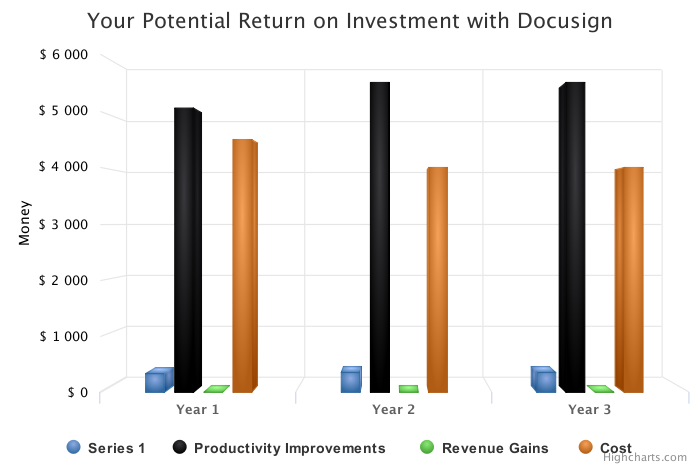 Your Potential Return on Investment with Docusign
$ 6 000
$ 5 000
$ 4 000
$ 3 000
$ 2 000
$ 1 000
$ 0
Money
Year 1 Year 2 Year 3
Series 1 Productivity Improvements Revenue Gains Cost
Highcharts.com